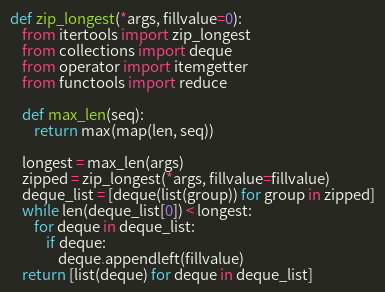 def zip_longest(*args, fillvalue=0):
from itertools import zip_longest
from collections import deque
from operator import itemgetter
from functools import reduce
def max_len(seq):
return max(map(len, seq))
longest = max_len(args)
zipped = zip_longest(*args, fillvalue=fillvalue)
deque_list = [deque(list(group)) for group in zipped]
while len(deque_list[0]) < longest:
for deque in deque_list:
if deque:
deque.appendleft(fillvalue)
return [list(deque) for deque in deque_list]